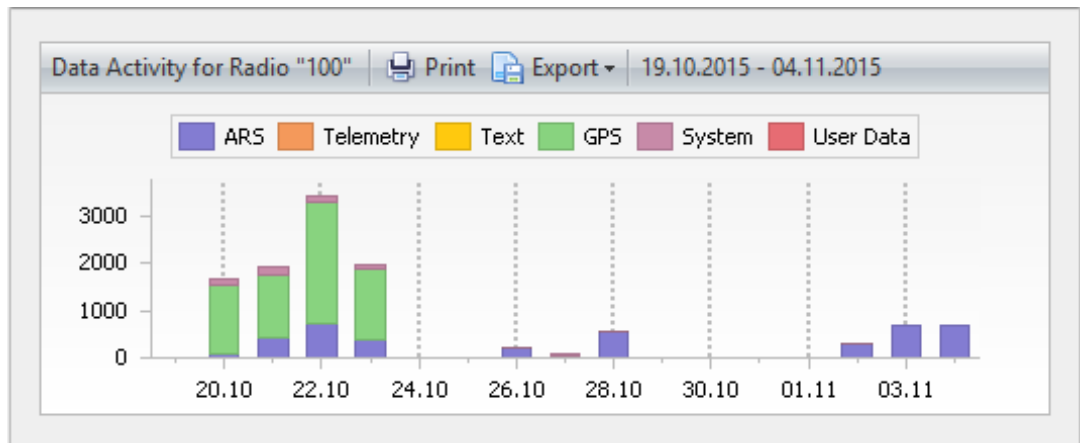 Data Activity for Radio "100" Print Export 19.10.2015 - 04.11.2015
ARS Telemetry Text GPS System User Data
3000
2000
1000
0
20.10 22.10 24.10 26.10 28.10 30.10 01.11 03.11